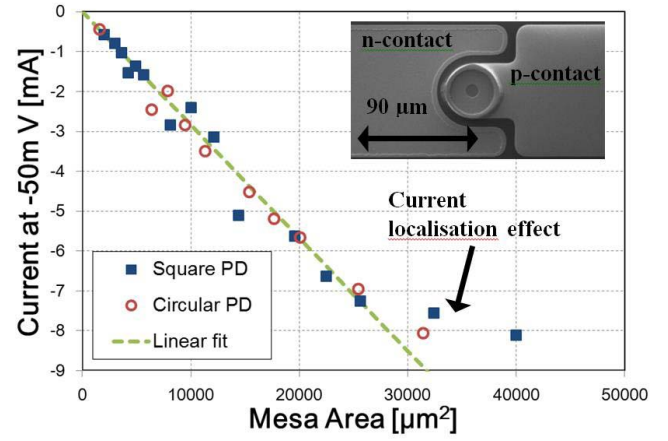 0
-1
-2
-3
-4
-5
-6
-7
-8
-9
Current at -50m V [mA]
n-contact
p-contact
90 µm
Current
localisation effect
Square PD
Circular PD
Linear fit
0 10000 20000 30000 40000 50000
Mesa Area [µm²]